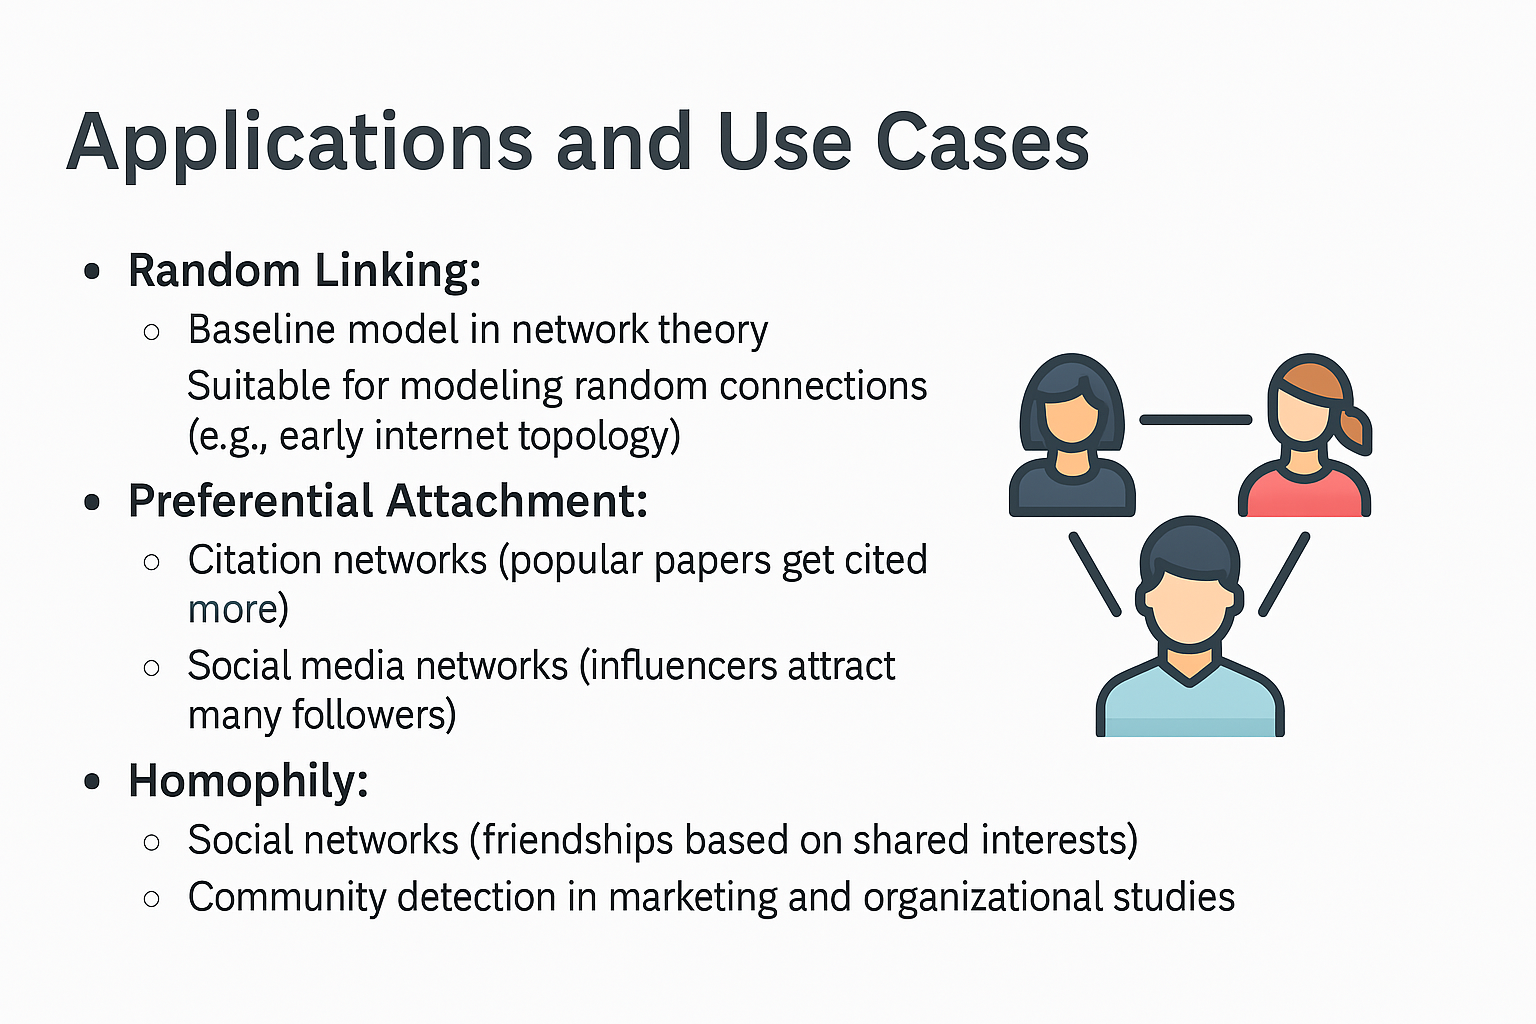 Applications and Use Cases
• Random Linking:
○ Baseline model in network theory
Suitable for modeling random connections
(e.g., early internet topology)
• Preferential Attachment:
○ Citation networks (popular papers get cited
more)
○ Social media networks (influencers attract
many followers)
• Homophily:
○ Social networks (friendships based on shared interests)
○ Community detection in marketing and organizational studies